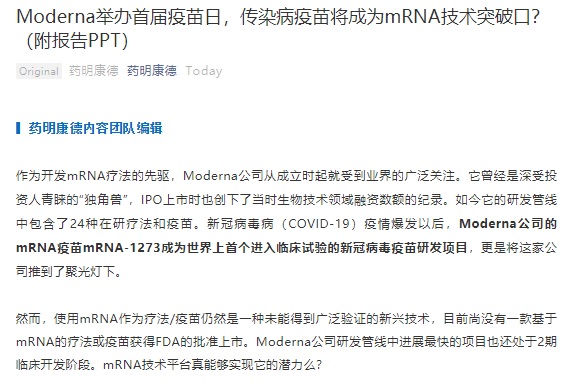 Moderna举办首届疫苗日，传染病疫苗将成为mRNA技术突破口？
（附报告PPT）
Original 药明康德 药明康德 Today
药明康德内容团队编辑
作为开发mRNA疗法的先驱，Moderna公司从成立时起就受到业界的广泛关注。它曾经是深受投
资人青睐的“独角兽”，IPO上市时也创下了当时生物技术领域融资数额的纪录。如今它的研发管线
中包含了24种在研疗法和疫苗。新冠病毒病（COVID-19）疫情爆发以后，Moderna公司的
mRNA疫苗mRNA-1273成为世界上首个进入临床试验的新冠病毒疫苗研发项目，更是将这家公
司推到了聚光灯下。
然而，使用mRNA作为疗法/疫苗仍然是一种未能得到广泛验证的新兴技术，目前尚没有一款基于
mRNA的疗法或疫苗获得FDA的批准上市。Moderna公司研发管线中进展最快的项目也还处于2期
临床开发阶段。mRNA技术平台真能够实现它的潜力么？